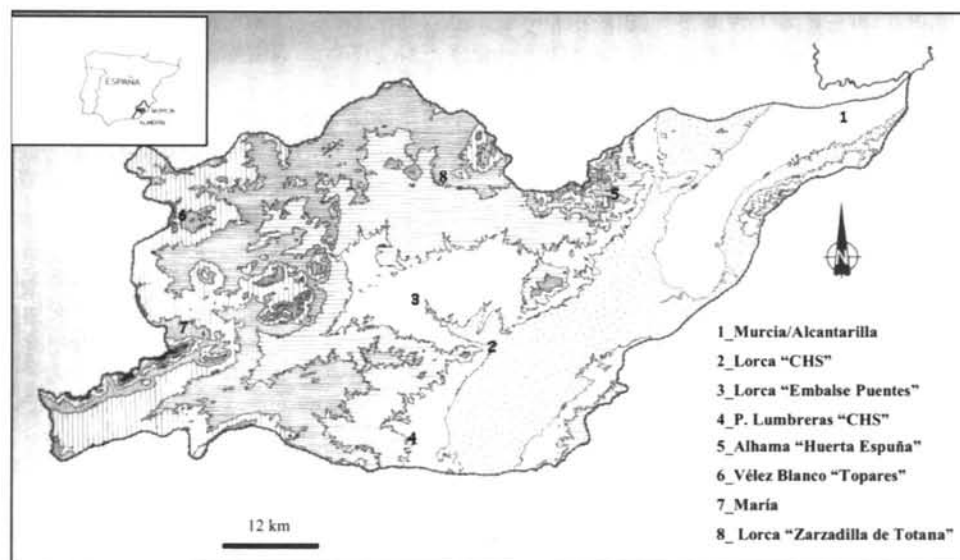 ESPAÑA
MURCIA
ALMERIA
1
8
5
6
3
7
2
4
N
1_Murcia/Alcantarilla
2_Lorca “CHS”
3_Lorca “Embalse Puentes”
4_P. Lumbreras “CHS”
5_Alhama “Huerta Espuña”
6_Vélez Blanco “Topares”
7_María
8_ Lorca “Zarzadilla de Totana”
12 km